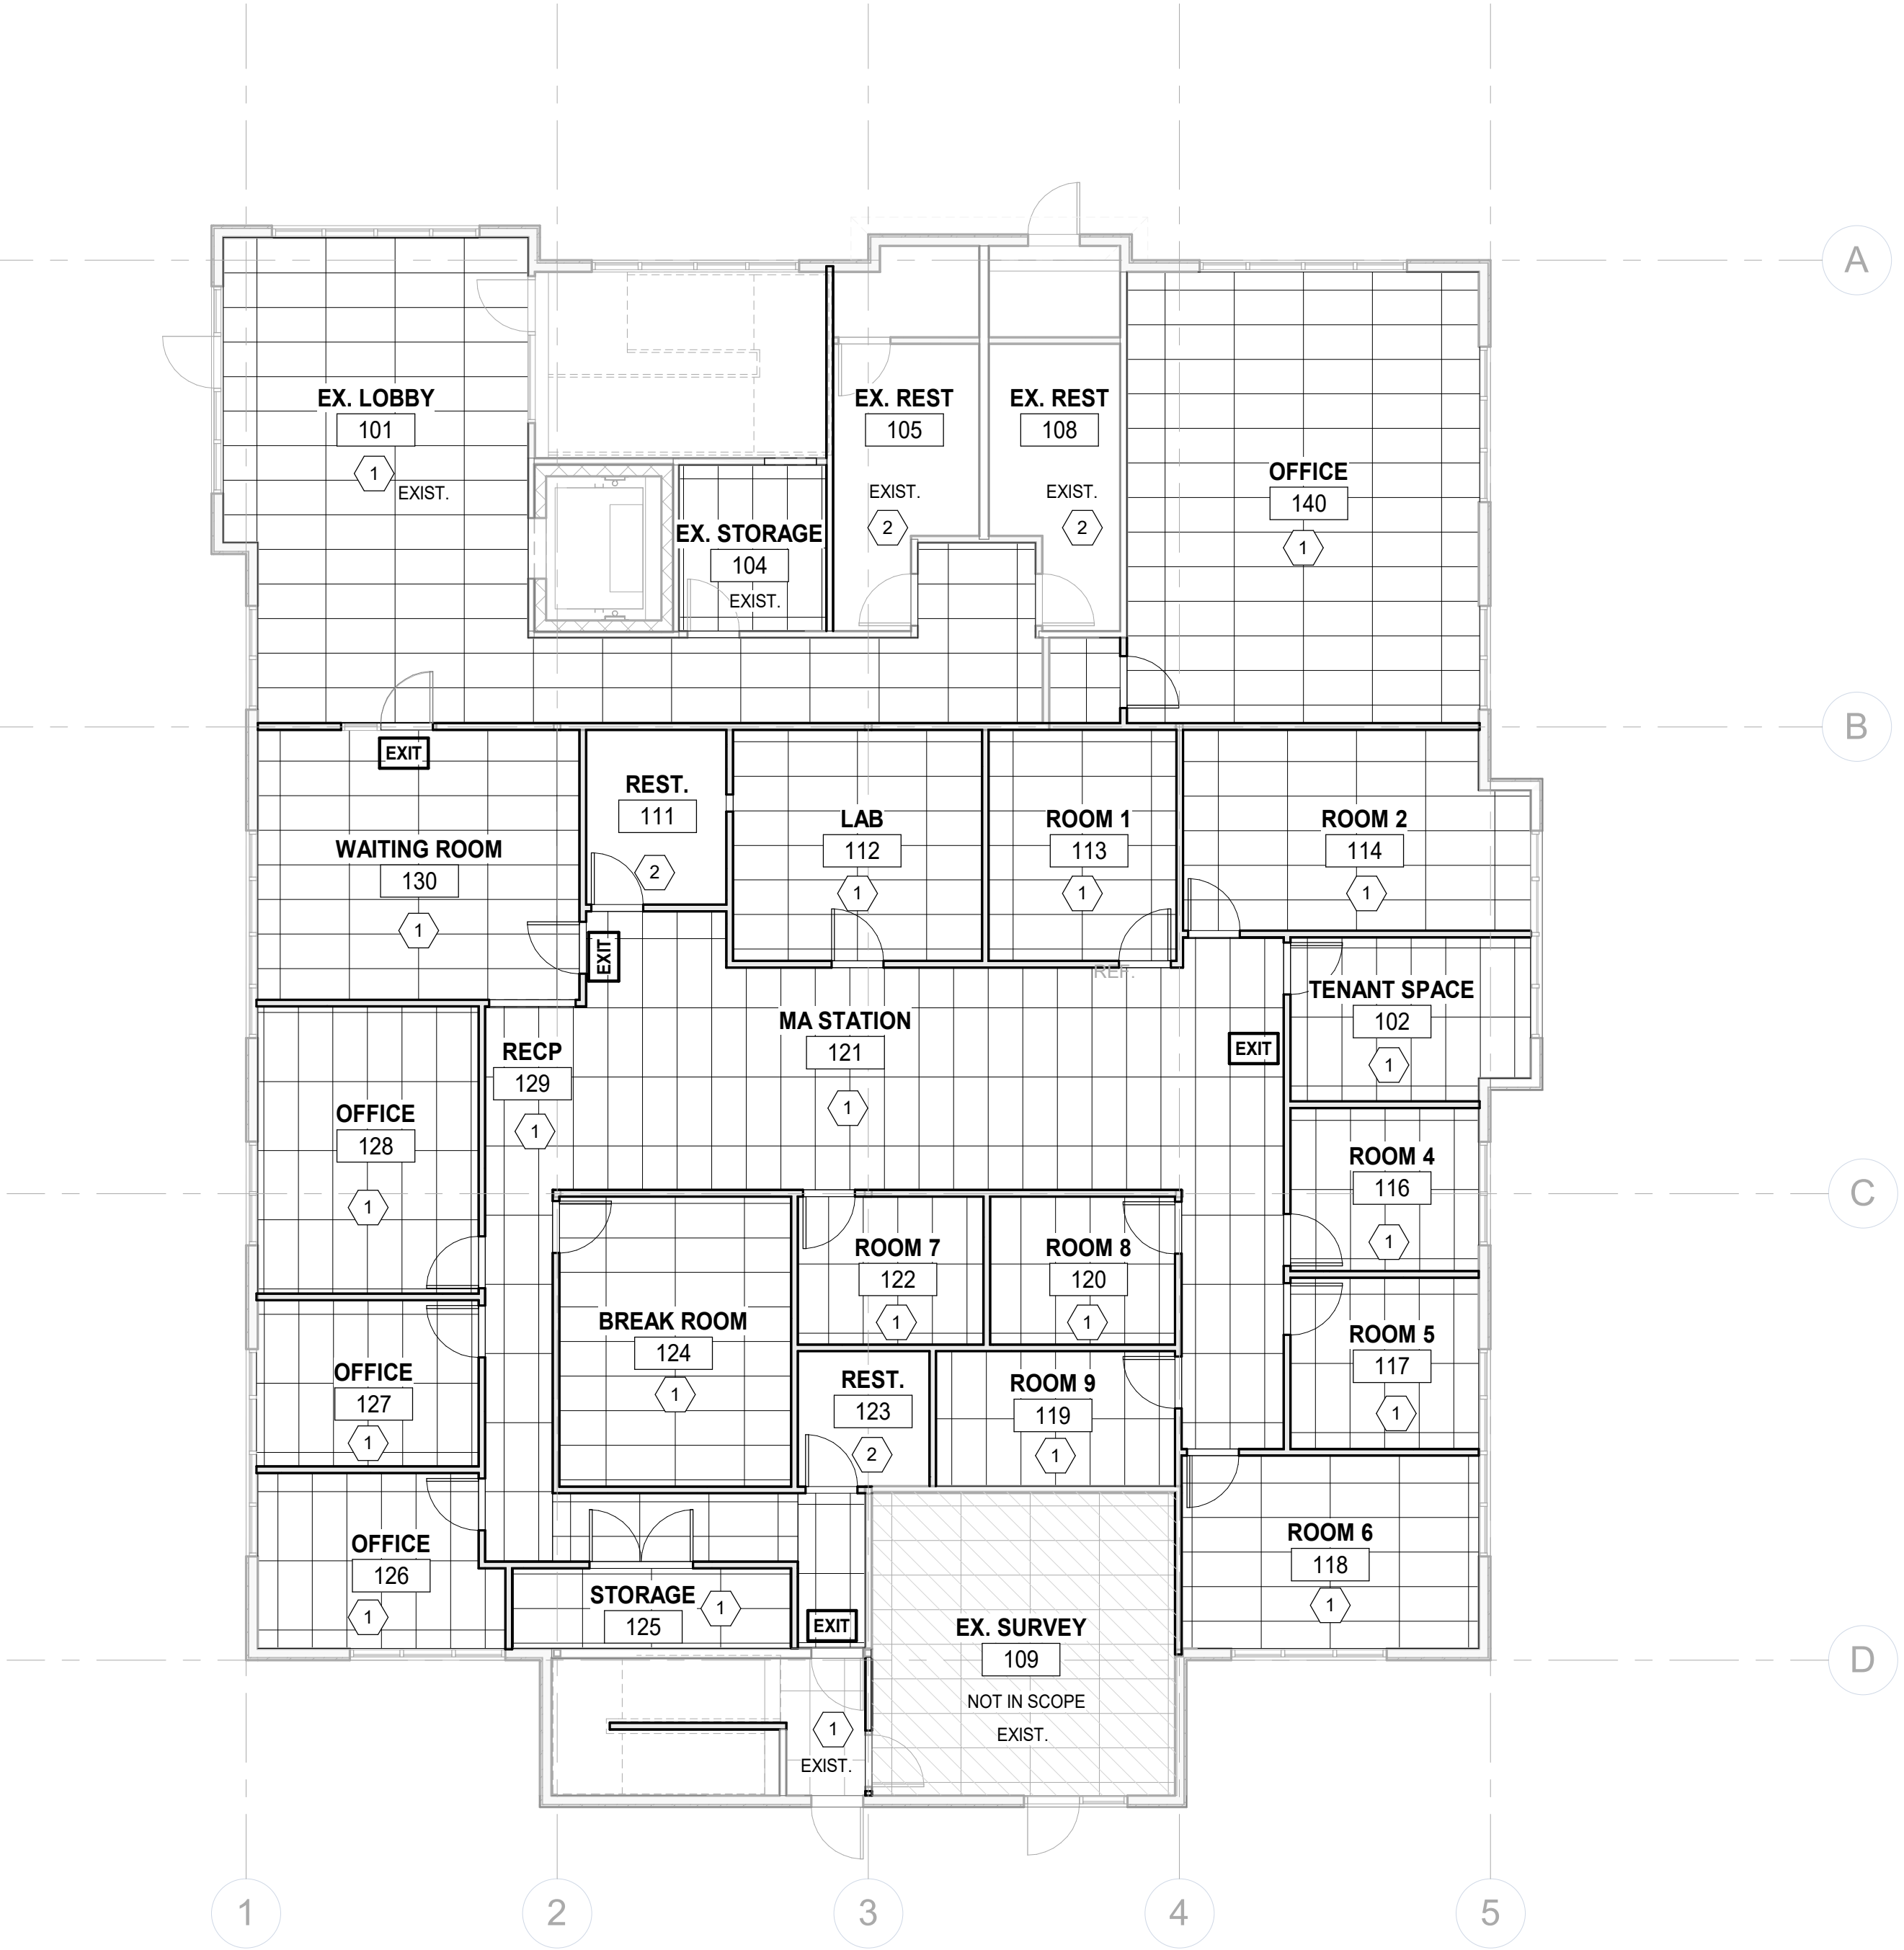 A
EX. LOBBY
101
1
EXIST.
EX. REST
105
EXIST.
2
EX. REST
108
EXIST.
2
OFFICE
140
1
EX. STORAGE
104
EXIST.
B
EXIT
WAITING ROOM
130
1
REST.
111
2
LAB
112
1
ROOM 1
113
1
ROOM 2
114
1
EXIT
REF.
TENANT SPACE
102
1
MA STATION
121
1
EXIT
RECP
129
1
OFFICE
128
1
ROOM 4
116
1
C
ROOM 7
122
1
ROOM 8
120
1
BREAK ROOM
124
1
ROOM 5
117
1
OFFICE
127
1
REST.
123
2
ROOM 9
119
1
OFFICE
126
1
ROOM 6
118
1
STORAGE
125
1
EXIT
EX. SURVEY
109
NOT IN SCOPE
EXIST.
D
1
EXIST.
1
2
3
4
5